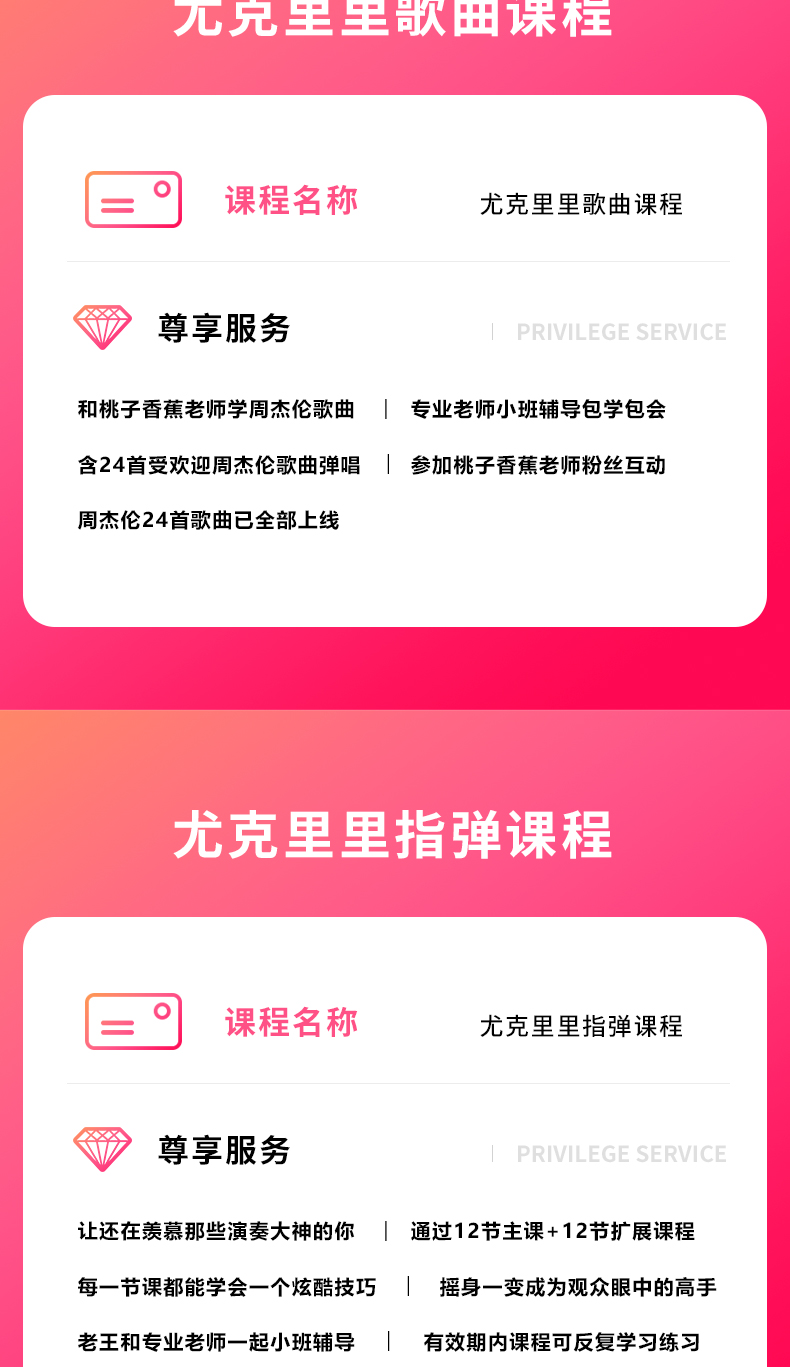 尤克里里歌曲课程
课程名称 尤克里里歌曲课程
尊享服务 | PRIVILEGE SERVICE
和桃子香蕉老师学周杰伦歌曲 | 专业老师小班辅导包学包会
含24首受欢迎周杰伦歌曲弹唱 | 参加桃子香蕉老师粉丝互动
周杰伦24首歌曲已全部上线
尤克里里指弹课程
课程名称 尤克里里指弹课程
尊享服务 | PRIVILEGE SERVICE
让还在羡慕那些演奏大神的你 | 通过12节主课+12节扩展课程
每一节课都能学会一个炫酷技巧 | 摇身一变成为观众眼中的高手
老王和专业老师一起小班辅导 | 有效期内课程可反复学习练习